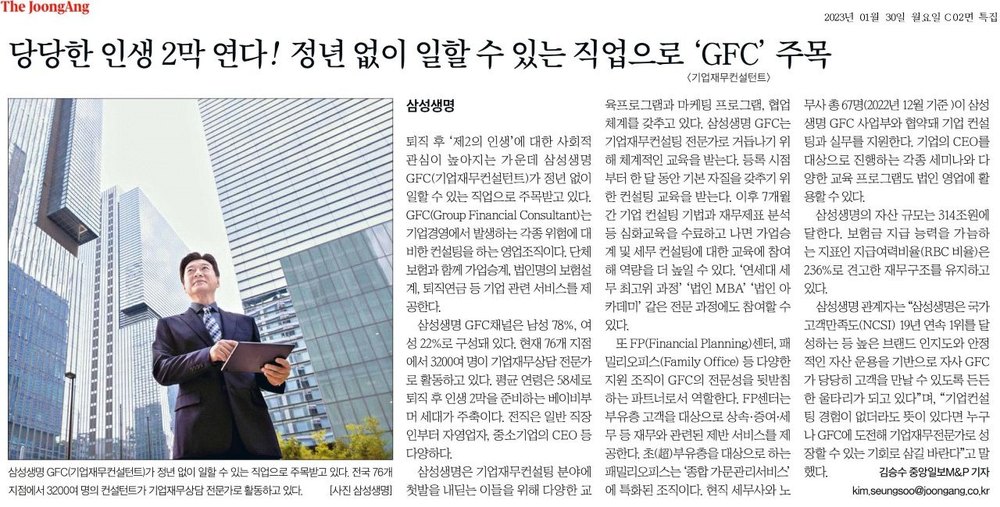 The JoongAng
2023년 01월 30일 월요일 C02면 특집
당당한 인생 2막 연다! 정년 없이 일할 수 있는 직업으로 ‘GFC’ 주목
〈기업재무컨설턴트〉
삼성생명 GFC(기업재무컨설턴트)가 정년 없이 일할 수 있는 직업으로 주목받고 있다. 전국 76개
지점에서 3200여 명의 컨설턴트가 기업재무상담 전문가로 활동하고 있다. [사진 삼성생명]
삼성생명
퇴직 후 ‘제2의 인생’에 대한 사회적
관심이 높아지는 가운데 삼성생명
GFC(기업재무컨설턴트)가 정년 없이
일할 수 있는 직업으로 주목받고 있다.
GFC(Group Financial Consultant)는
기업경영에서 발생하는 각종 위험에 대
비한 컨설팅을 하는 영업조직이다. 단체
보험과 함께 가업승계, 법인명의 보험설
계, 퇴직연금 등 기업 관련 서비스를 제
공한다.
삼성생명 GFC채널은 남성 78%, 여
성 22%로 구성돼 있다. 현재 76개 지점
에서 3200여 명이 기업재무상담 전문가
로 활동하고 있다. 평균 연령은 58세로
퇴직 후 인생 2막을 준비하는 베이비부
머 세대가 주축이다. 전직은 일반 직장
인부터 자영업자, 중소기업의 CEO 등
다양하다.
삼성생명은 기업재무컨설팅 분야에
첫발을 내딛는 이들을 위해 다양한 교
육프로그램과 마케팅 프로그램, 협업
체계를 갖추고 있다. 삼성생명 GFC는
기업재무컨설팅 전문가로 거듭나기 위
해 체계적인 교육을 받는다. 등록 시점
부터 한 달 동안 기본 자질을 갖추기 위
한 컨설팅 교육을 받는다. 이후 7개월
간 기업 컨설팅 기법과 재무제표 분석
등 심화교육을 수료하고 나면 가업승
계 및 세무 컨설팅에 대한 교육에 참여
해 역량을 더 높일 수 있다. ‘연세대 세
무 최고위 과정’ ‘법인 MBA’ ‘법인 아
카데미’ 같은 전문 과정에도 참여할 수
있다.
또 FP(Financial Planning)센터, 패
밀리오피스(Family Office) 등 다양한
지원 조직이 GFC의 전문성을 뒷받침
하는 파트너로서 역할한다. FP센터는
부유층 고객을 대상으로 상속·증여·세
무 등 재무와 관련된 제반 서비스를 제
공한다. 초(超)부유층을 대상으로 하는
패밀리오피스는 ‘종합 가문관리서비스’
에 특화된 조직이다. 현직 세무사와 노
무사 총 67명(2022년 12월 기준)이 삼성
생명 GFC 사업부와 협약돼 기업 컨설
팅과 실무를 지원한다. 기업의 CEO를
대상으로 진행하는 각종 세미나와 다
양한 교육 프로그램도 법인 영업에 활
용할 수 있다.
삼성생명의 자산 규모는 314조원에
달한다. 보험금 지급 능력을 가늠하
는 지표인 지급여력비율(RBC 비율)은
236%로 견고한 재무구조를 유지하고
있다.
삼성생명 관계자는 “삼성생명은 국가
고객만족도(NCSI) 19년 연속 1위를 달
성하는 등 높은 브랜드 인지도와 안정
적인 자산 운용을 기반으로 자사 GFC
가 당당히 고객을 만날 수 있도록 든든
한 울타리가 되고 있다”며, “기업컨설
팅 경험이 없더라도 뜻이 있다면 누구
나 GFC에 도전해 기업재무전문가로 성
장할 수 있는 기회로 삼길 바란다”고 말
했다. 김승수 중앙일보M&P 기자
kim.seungsoo@joongang.co.kr